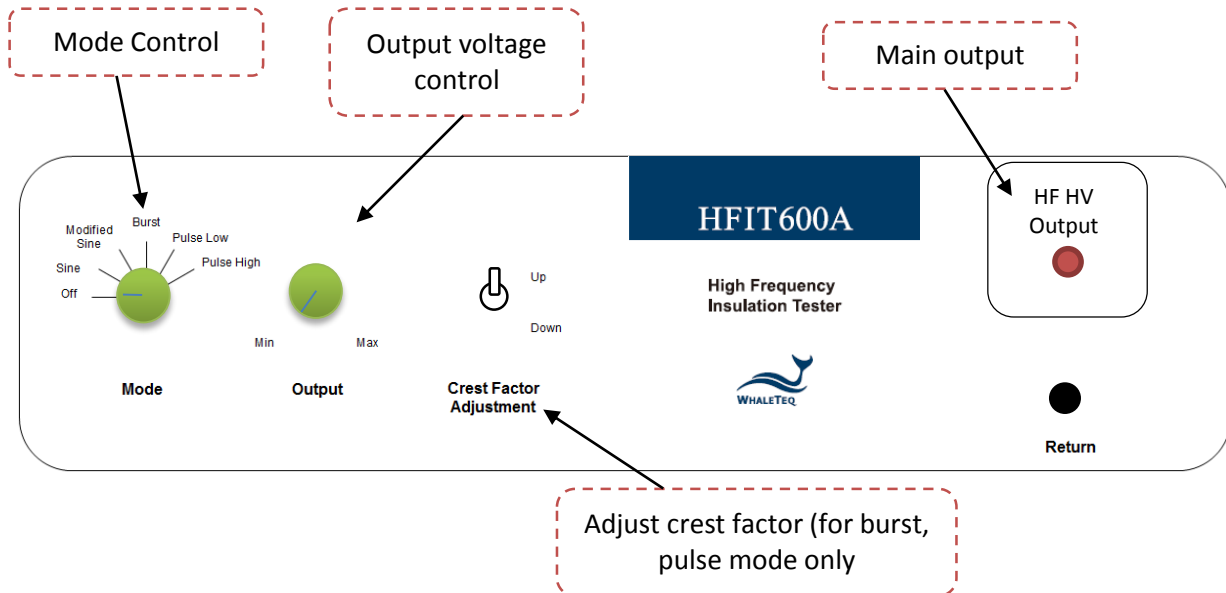 Mode Control
Output voltage
control
Main output
HFIT600A
HF HV
Output
Burst
Modified
Sine
Pulse Low
Pulse High
Sine
Off
Up
Down
High Frequency
Insulation Tester
Min
Max
Mode
Output
Crest Factor
Adjustment
WHALETEQ
Return
Adjust crest factor (for burst,
pulse mode only